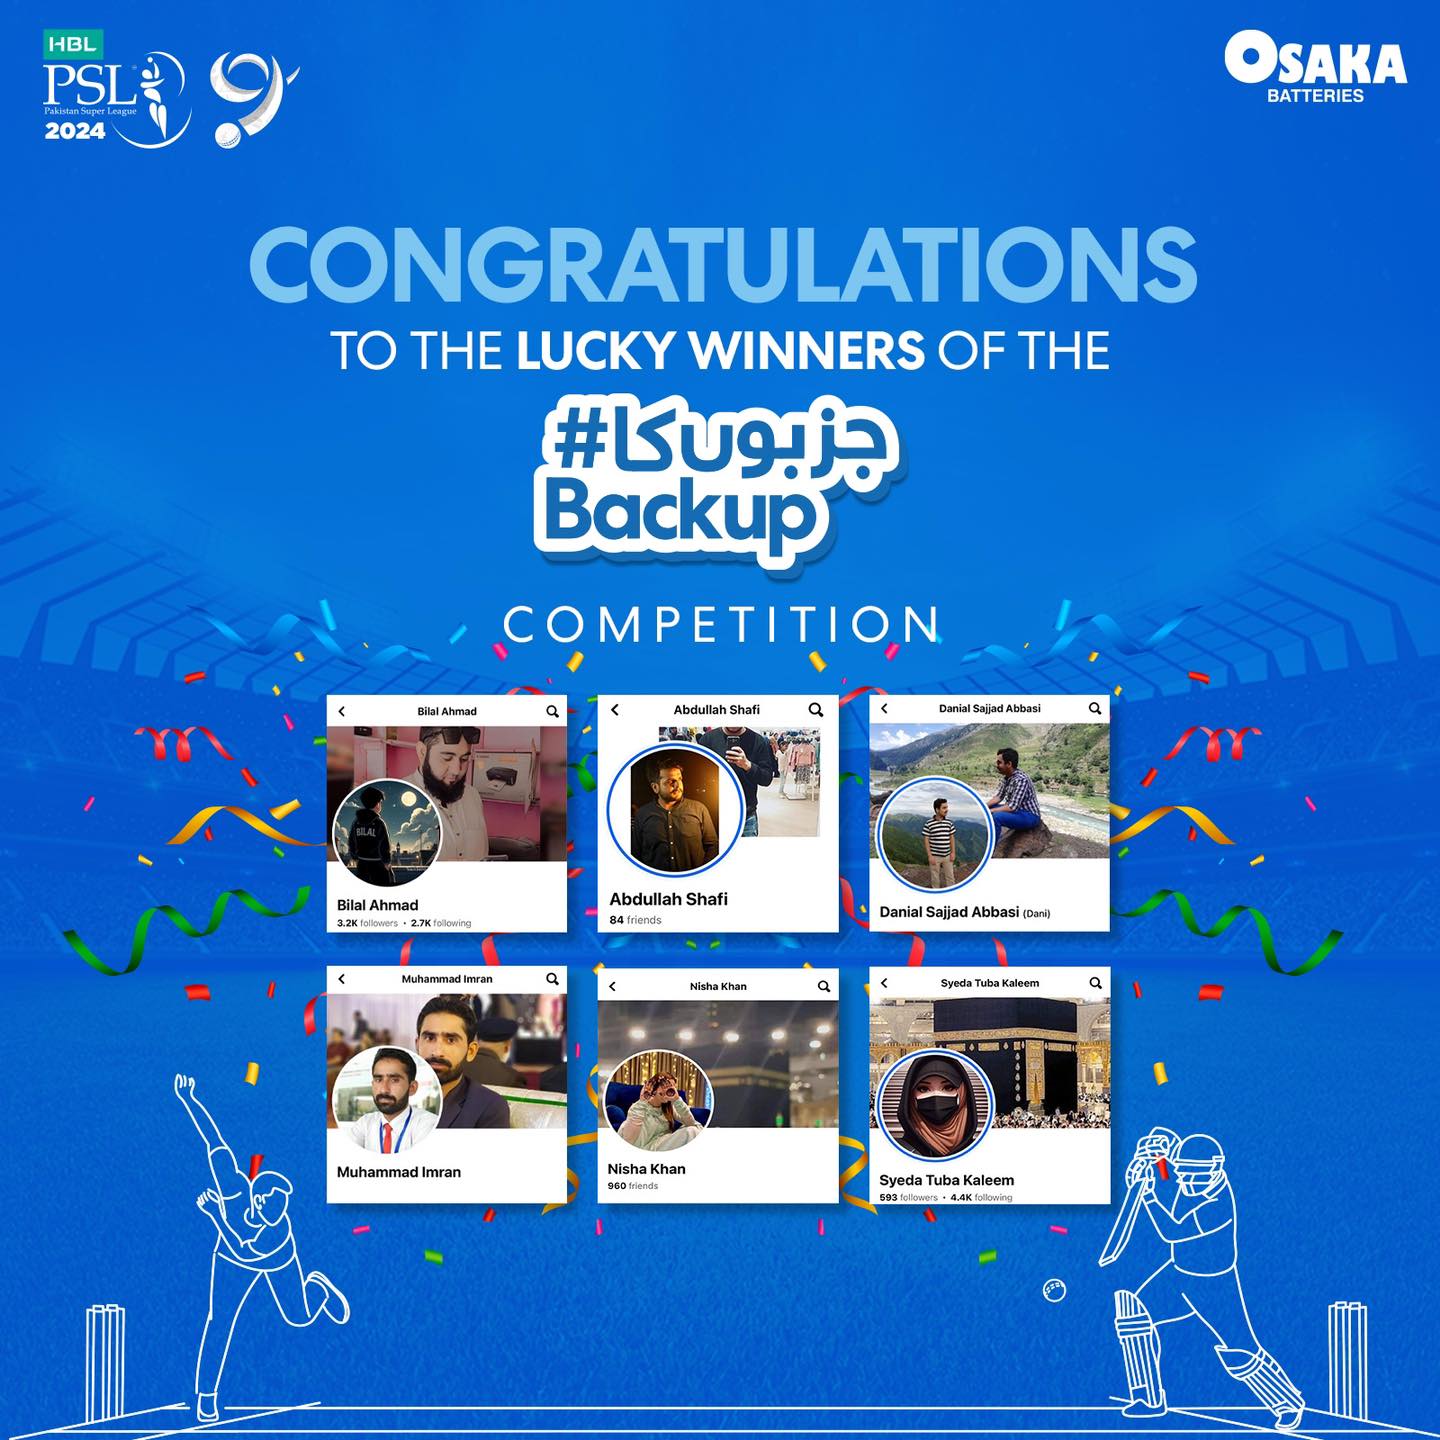 HBL
PSL
Pakistan Super League
2024
9
OSAKA
BATTERIES
CONGRATULATIONS
TO THE LUCKY WINNERS OF THE
#جزبوں کا
Backup
COMPETITION
Bilal Ahmad
BILAL
Bilal Ahmad
3.2K followers • 2.7K following
Abdullah Shafi
Abdullah Shafi
84 friends
Danial Sajjad Abbasi
Danial Sajjad Abbasi (Dani)
Muhammad Imran
Muhammad Imran
Nisha Khan
Nisha Khan
960 friends
Syeda Tuba Kaleem
Syeda Tuba Kaleem
593 followers • 4.4K following